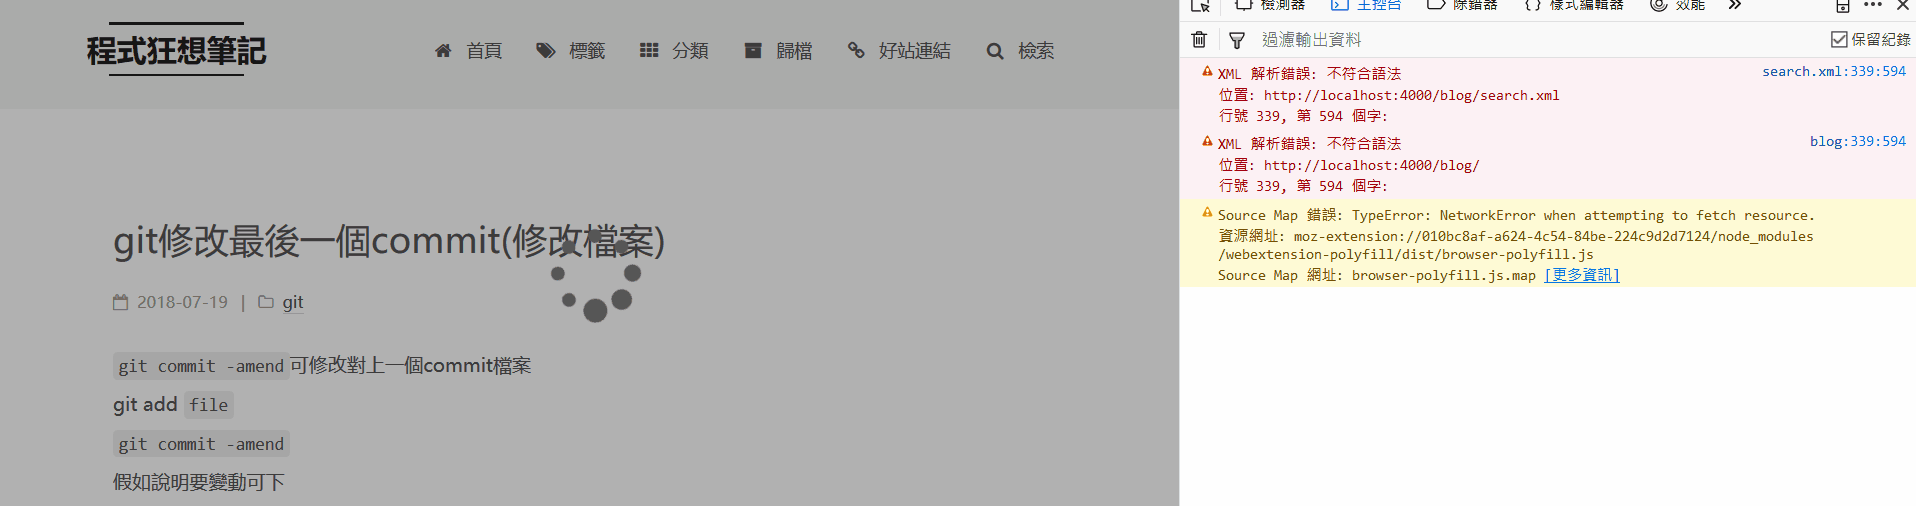 程式狂想筆記
首頁 標籤 分類 歸檔 好站連結 檢索
git修改最後一個commit(修改檔案)
2018-07-19 | git
git commit -amend可修改對上一個commit檔案
git add file
git commit -amend
假如說明要變動可下
檢測器 主控台 除錯器 樣式編輯器 效能
過濾輸出資料 保留紀錄
XML 解析錯誤: 不符合語法 search.xml:339:594
位置: http://localhost:4000/blog/search.xml
行號 339, 第 594 個字:
XML 解析錯誤: 不符合語法 blog:339:594
位置: http://localhost:4000/blog/
行號 339, 第 594 個字:
Source Map 錯誤: TypeError: NetworkError when attempting to fetch resource.
資源網址: moz-extension://010bc8af-a624-4c54-84be-224c9d2d7124/node_modules
/webextension-polyfill/dist/browser-polyfill.js
Source Map 網址: browser-polyfill.js.map [更多資訊]